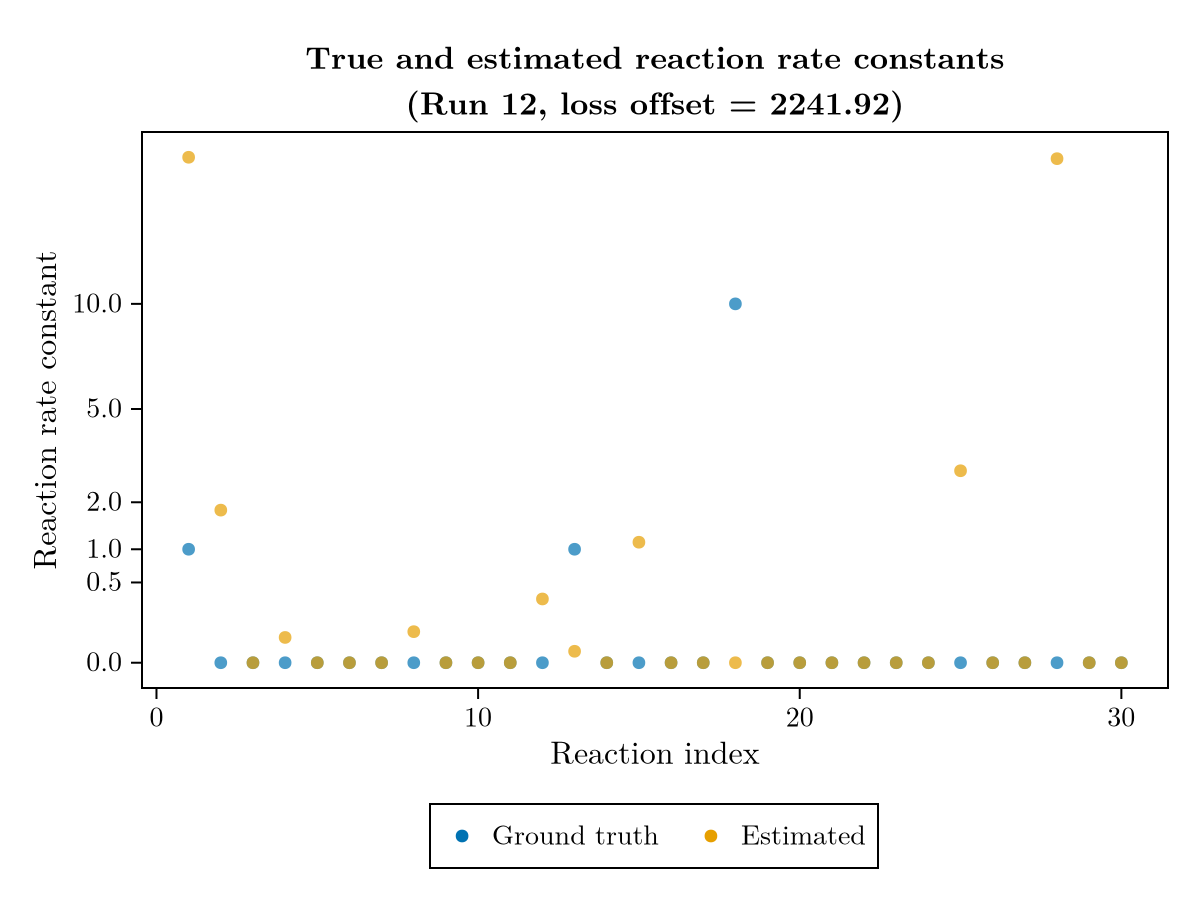 True and estimated reaction rate constants
(Run 12, loss offset = 2241.92)
Reaction rate constant
10.0
5.0
2.0
1.0
0.5
0.0
0 10 20 30
Reaction index
Ground truth Estimated